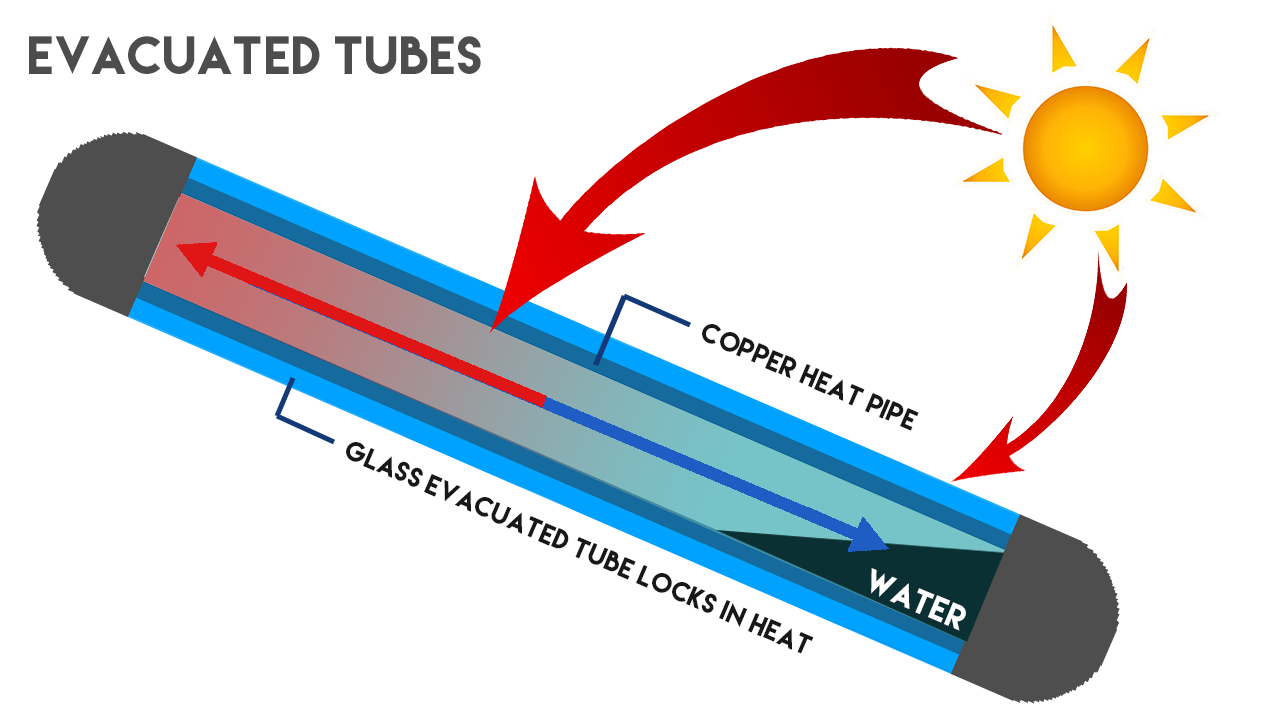 EVACUATED TUBES
COPPER HEAT PIPE
GLASS EVACUATED TUBE LOCKS IN HEAT
WATER